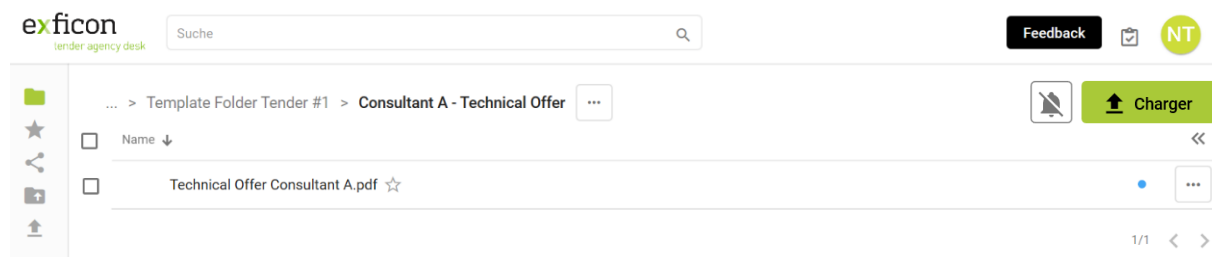 exficon
tender agency desk
Suche
Feedback
NT
... > Template Folder Tender #1 > Consultant A - Technical Offer ...
Charger
Name
Technical Offer Consultant A.pdf
1/1